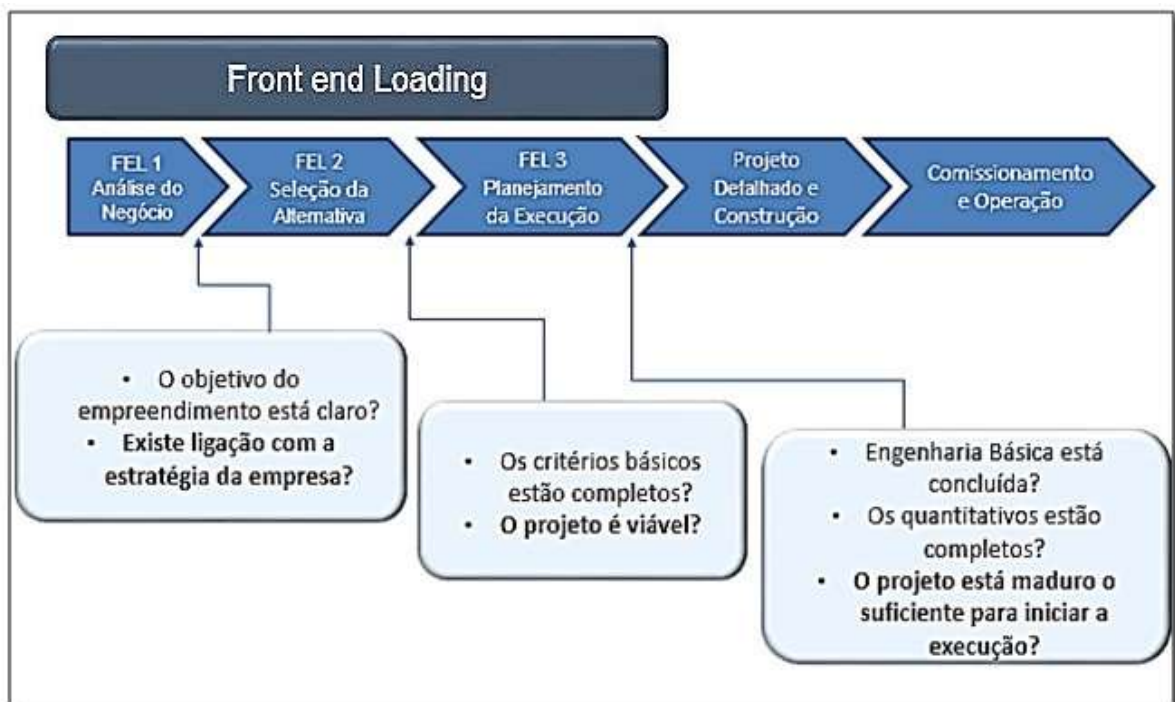 Front end Loading
FEL 1
Análise do
Negócio
FEL 2
Seleção da
Alternativa
FEL 3
Planejamento
da Execução
Projeto
Defalhado e
Construção
Comissionamento
e Operação
• O objetivo do
empreendimento está claro?
• Existe ligação com a
estratégia da empresa?
• Os critérios básicos
estão completos?
• O projeto é viável?
• Engenharia Básica está
concluída?
• Os quantitativos estão
completos?
• O projeto está maduro o
suficiente para iniciar a
execução?